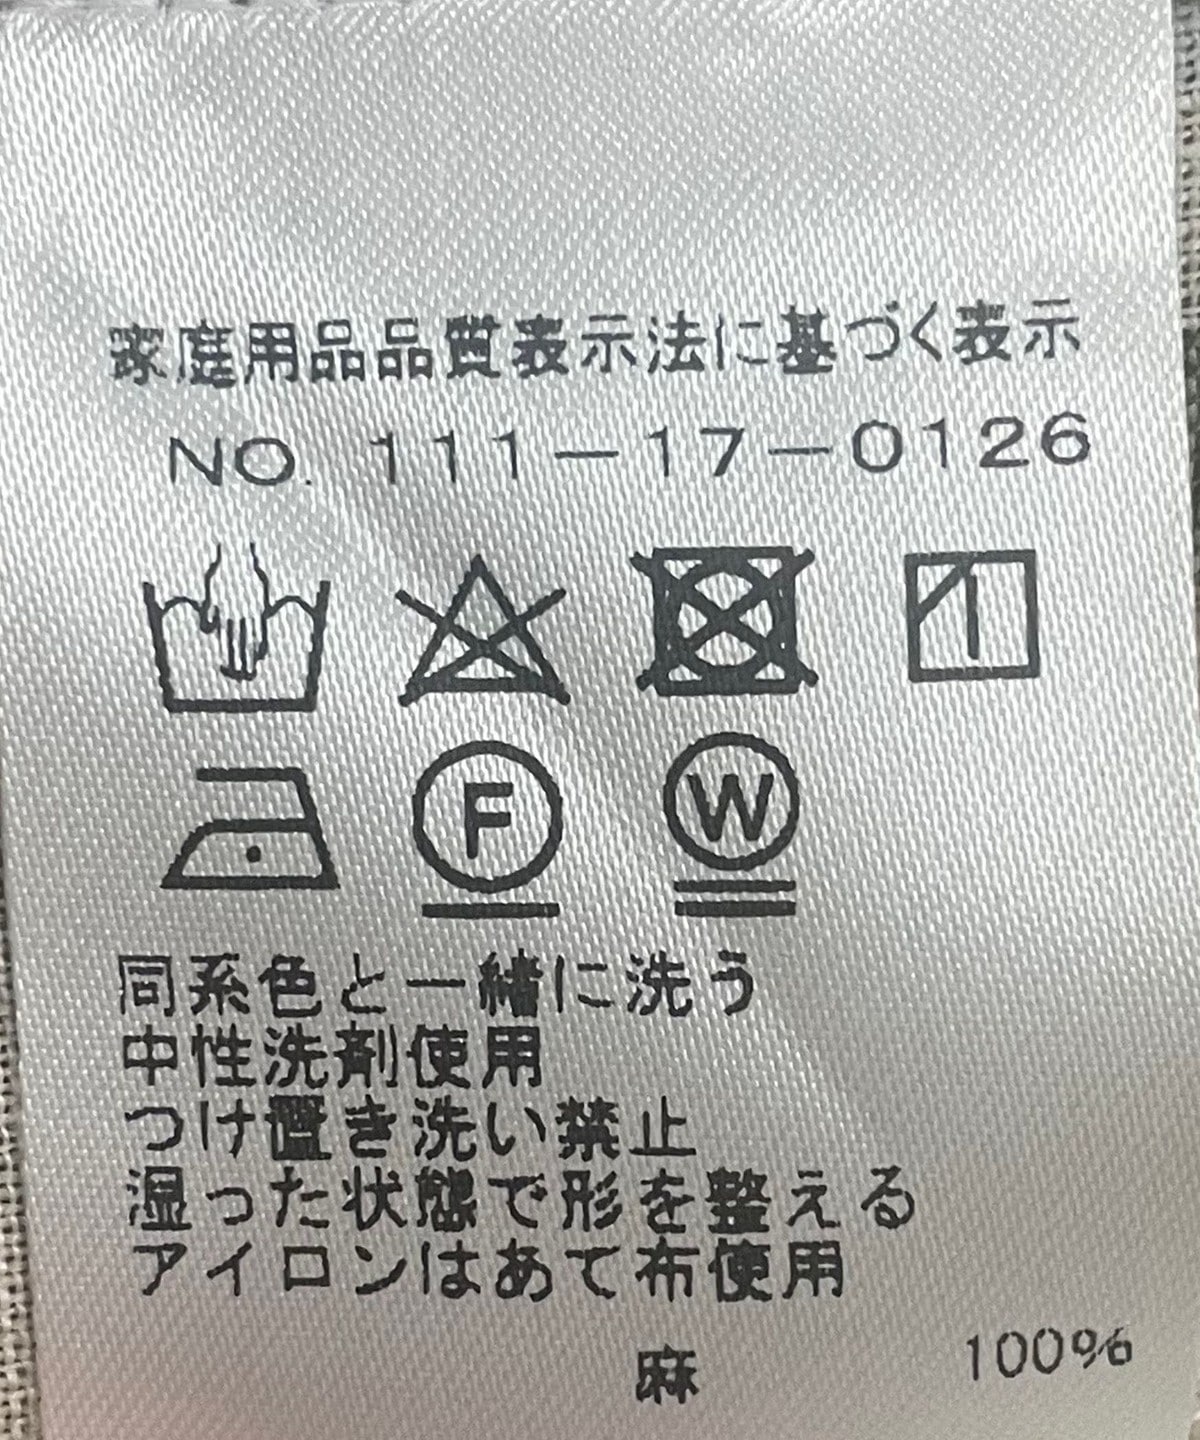 家庭用品品質表示法に基づく表示
NO. 111-17-0126
F W
同系色と一緒に洗う
中性洗剤使用
つけ置き洗い禁止
湿った状態で形を整える
アイロンはあて布使用
麻 100%